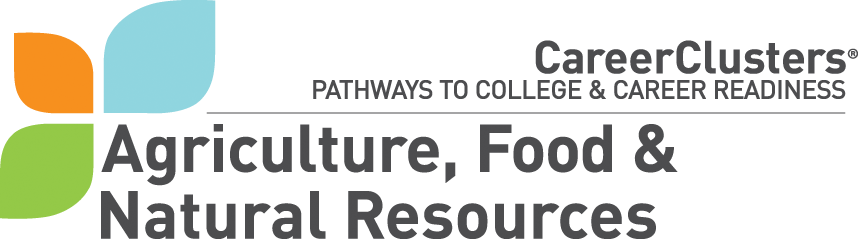 CareerClusters®
PATHWAYS TO COLLEGE & CAREER READINESS
Agriculture, Food &
Natural Resources